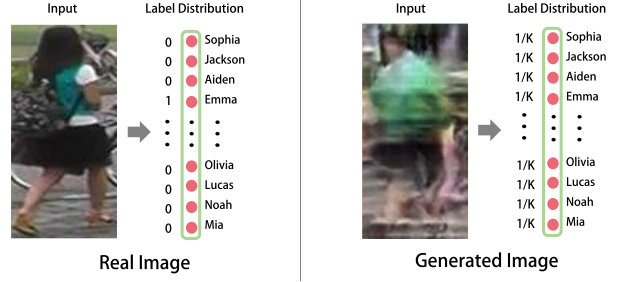 Input
Label Distribution
0 Sophia
0 Jackson
0 Aiden
1 Emma
0 Olivia
0 Lucas
0 Noah
0 Mia
Real Image
Input
Label Distribution
1/K Sophia
1/K Jackson
1/K Aiden
1/K Emma
1/K Olivia
1/K Lucas
1/K Noah
1/K Mia
Generated Image